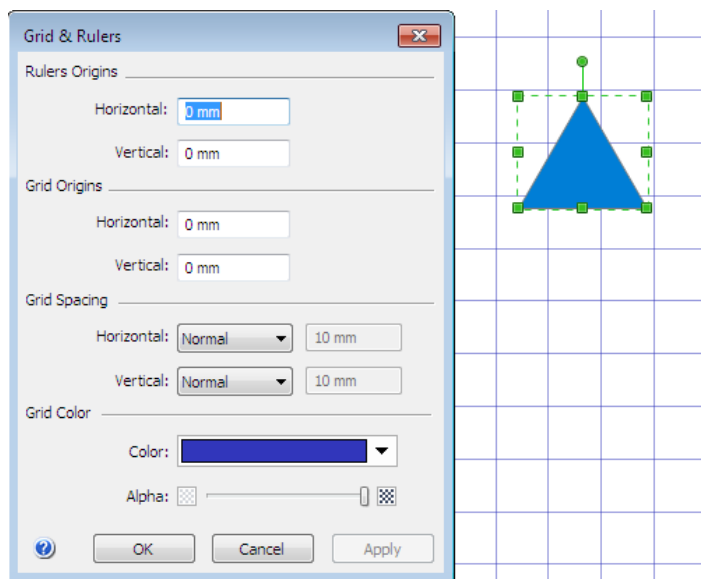 Grid & Rulers
Rulers Origins
Horizontal: 0 mm
Vertical: 0 mm
Grid Origins
Horizontal: 0 mm
Vertical: 0 mm
Grid Spacing
Horizontal: Normal 10 mm
Vertical: Normal 10 mm
Grid Color
Color:
Alpha:
? OK Cancel Apply